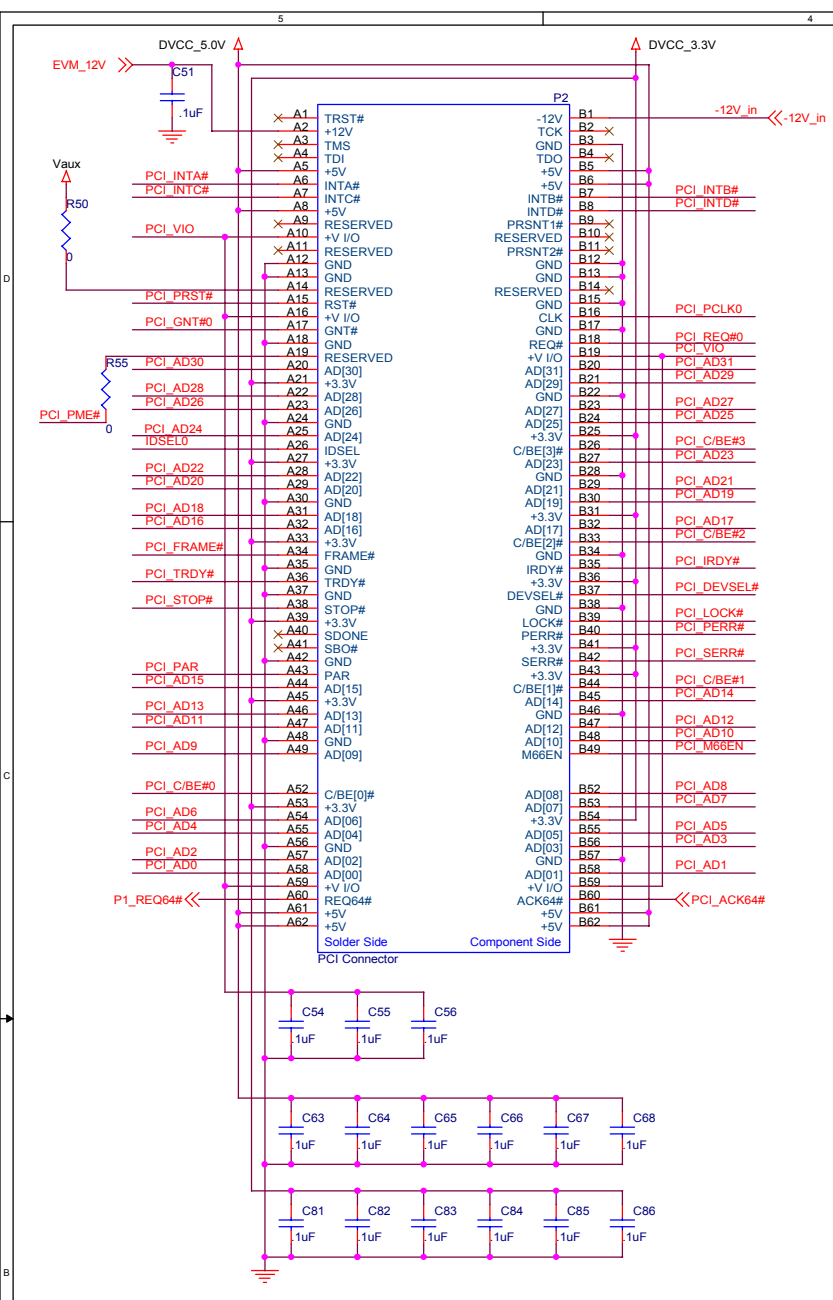 5
4
DVCC_5.0V
DVCC_3.3V
EVM_12V
C51
.1uF
P2
A1 TRST# -12V B1 -12V_in -12V_in
A2 +12V TCK B2
A3 TMS GND B3
A4 TDI TDO B4
Vaux
A5 +5V +5V B5
PCI_INTA# A6 INTA# +5V B6
PCI_INTC# A7 INTC# INTB# B7 PCI_INTB#
R50
A8 +5V INTD# B8 PCI_INTD#
A9 RESERVED PRSNT1# B9
PCI_VIO A10 +V I/O RESERVED B10
0
A11 RESERVED PRSNT2# B11
A12 GND GND B12
D
A13 GND GND B13
A14 RESERVED RESERVED B14
PCI_PRST# A15 RST# GND B15
A16 +V I/O CLK B16 PCI_PCLK0
PCI_GNT#0 A17 GNT# GND B17
A18 GND REQ# B18 PCI_REQ#0
A19 RESERVED +V I/O B19 PCI_VIO
R55
PCI_AD30 A20 AD[30] AD[31] B20 PCI_AD31
A21 +3.3V AD[29] B21 PCI_AD29
PCI_AD28 A22 AD[28] GND B22
PCI_AD26 A23 AD[26] AD[27] B23 PCI_AD27
PCI_PME#
A24 GND AD[25] B24 PCI_AD25
0
PCI_AD24 A25 AD[24] +3.3V B25
IDSEL0 A26 IDSEL C/BE[3]# B26 PCI_C/BE#3
A27 +3.3V AD[23] B27 PCI_AD23
PCI_AD22 A28 AD[22] GND B28
PCI_AD20 A29 AD[20] AD[21] B29 PCI_AD21
A30 GND AD[19] B30 PCI_AD19
PCI_AD18 A31 AD[18] +3.3V B31
PCI_AD16 A32 AD[16] AD[17] B32 PCI_AD17
A33 +3.3V C/BE[2]# B33 PCI_C/BE#2
PCI_FRAME# A34 FRAME# GND B34
A35 GND IRDY# B35 PCI_IRDY#
PCI_TRDY# A36 TRDY# +3.3V B36
A37 GND DEVSEL# B37 PCI_DEVSEL#
PCI_STOP# A38 STOP# GND B38
A39 +3.3V LOCK# B39 PCI_LOCK#
A40 SDONE PERR# B40 PCI_PERR#
A41 SBO# +3.3V B41
A42 GND SERR# B42 PCI_SERR#
PCI_PAR A43 PAR +3.3V B43
PCI_AD15 A44 AD[15] C/BE[1]# B44 PCI_C/BE#1
A45 +3.3V AD[14] B45 PCI_AD14
PCI_AD13 A46 AD[13] GND B46
PCI_AD11 A47 AD[11] AD[12] B47 PCI_AD12
A48 GND AD[10] B48 PCI_AD10
PCI_AD9 A49 AD[09] M66EN B49 PCI_M66EN
C
PCI_C/BE#0 A52 C/BE[0]# AD[08] B52 PCI_AD8
A53 +3.3V AD[07] B53 PCI_AD7
PCI_AD6 A54 AD[06] +3.3V B54
PCI_AD4 A55 AD[04] AD[05] B55 PCI_AD5
A56 GND AD[03] B56 PCI_AD3
PCI_AD2 A57 AD[02] GND B57
PCI_AD0 A58 AD[00] AD[01] B58 PCI_AD1
A59 +V I/O +V I/O B59
P1_REQ64# A60 REQ64# ACK64# B60 PCI_ACK64#
A61 +5V +5V B61
A62 +5V +5V B62
Solder Side Component Side
PCI Connector
C54 C55 C56
.1uF .1uF .1uF
C63 C64 C65 C66 C67 C68
.1uF .1uF .1uF .1uF .1uF .1uF
C81 C82 C83 C84 C85 C86
.1uF .1uF .1uF .1uF .1uF .1uF
B